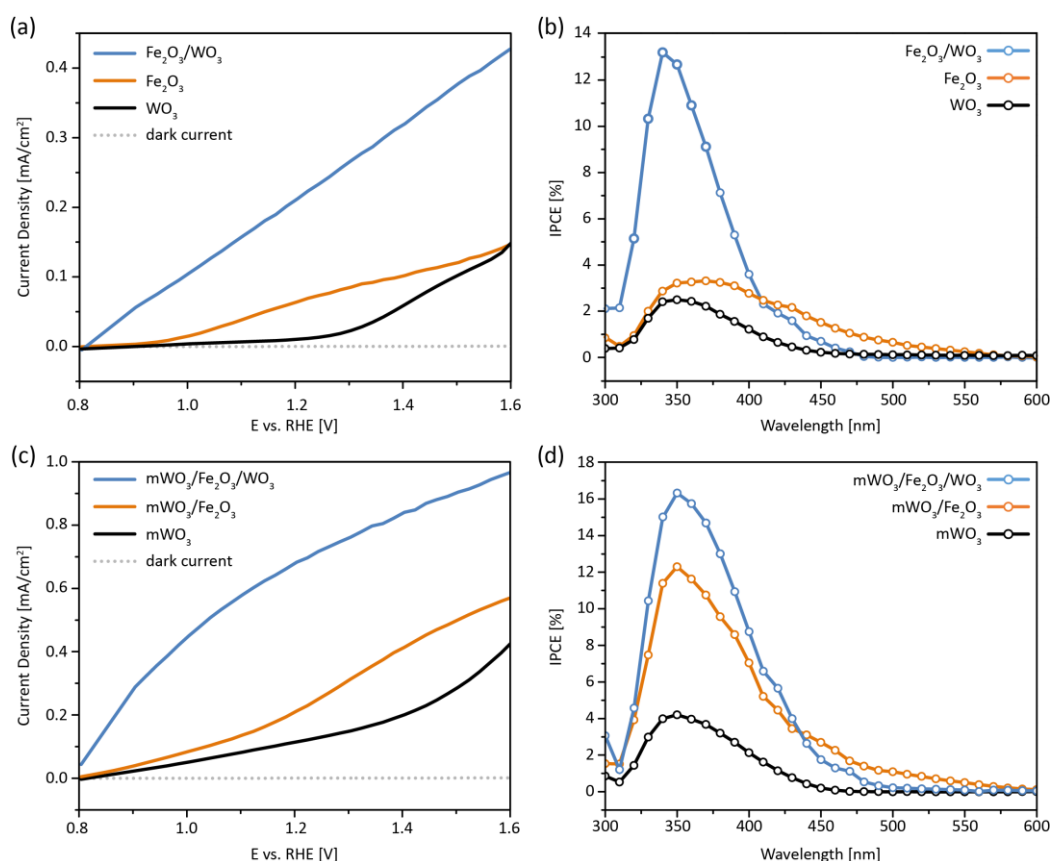 (a)
Fe₂O₃/WO₃
Fe₂O₃
WO₃
dark current
Current Density [mA/cm²]
0.4
0.3
0.2
0.1
0.0
0.8 1.0 1.2 1.4 1.6
E vs. RHE [V]
(b)
Fe₂O₃/WO₃
Fe₂O₃
WO₃
IPCE [%]
14
12
10
8
6
4
2
0
300 350 400 450 500 550 600
Wavelength [nm]
(c)
mWO₃/Fe₂O₃/WO₃
mWO₃/Fe₂O₃
mWO₃
dark current
Current Density [mA/cm²]
1.0
0.8
0.6
0.4
0.2
0.0
0.8 1.0 1.2 1.4 1.6
E vs. RHE [V]
(d)
mWO₃/Fe₂O₃/WO₃
mWO₃/Fe₂O₃
mWO₃
IPCE [%]
18
16
14
12
10
8
6
4
2
0
300 350 400 450 500 550 600
Wavelength [nm]